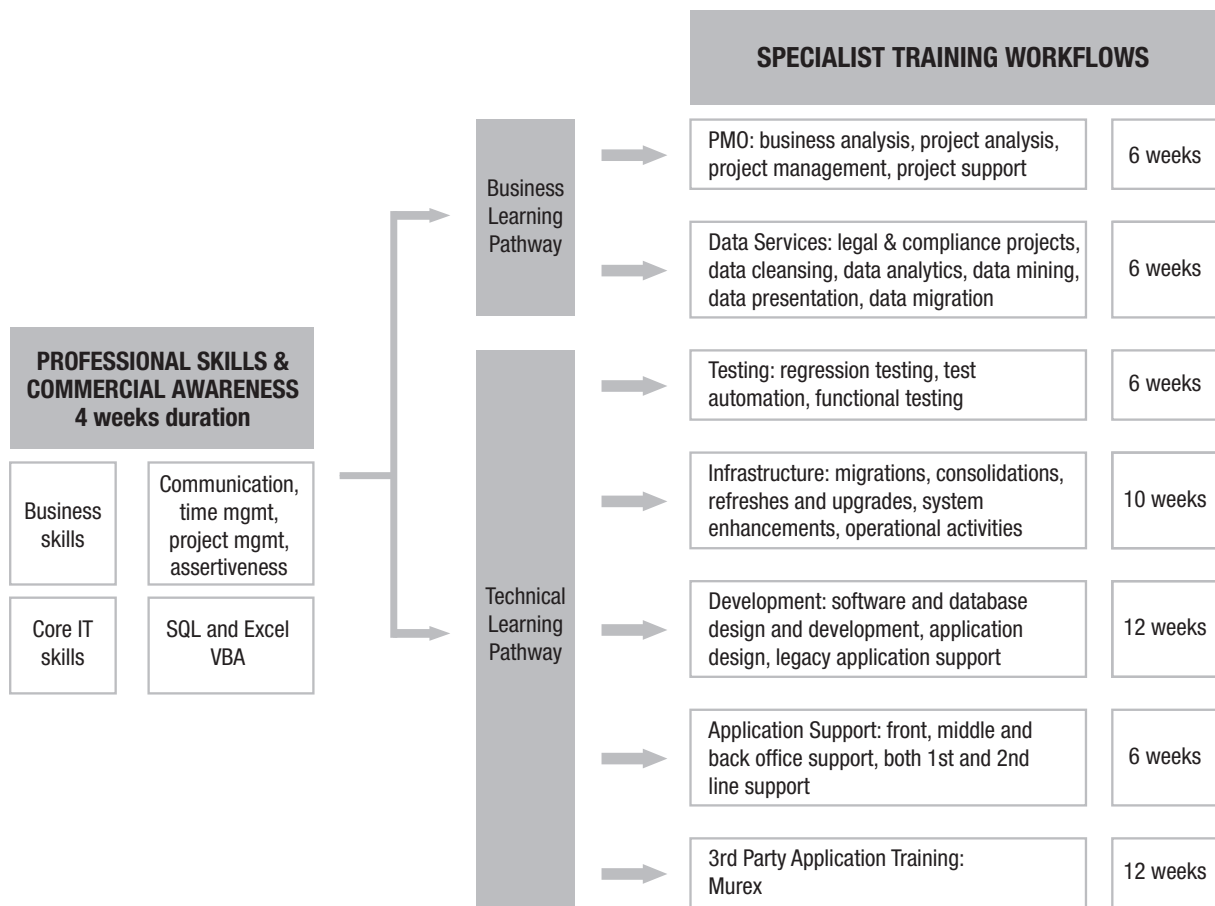 SPECIALIST TRAINING WORKFLOWS
PROFESSIONAL SKILLS &
COMMERCIAL AWARENESS
4 weeks duration
Business
skills
Communication,
time mgmt,
project mgmt,
assertiveness
Core IT
skills
SQL and Excel
VBA
Business
Learning
Pathway
PMO: business analysis, project analysis,
project management, project support
6 weeks
Data Services: legal & compliance projects,
data cleansing, data analytics, data mining,
data presentation, data migration
6 weeks
Technical
Learning
Pathway
Testing: regression testing, test
automation, functional testing
6 weeks
Infrastructure: migrations, consolidations,
refreshes and upgrades, system
enhancements, operational activities
10 weeks
Development: software and database
design and development, application
design, legacy application support
12 weeks
Application Support: front, middle and
back office support, both 1st and 2nd
line support
6 weeks
3rd Party Application Training:
Murex
12 weeks